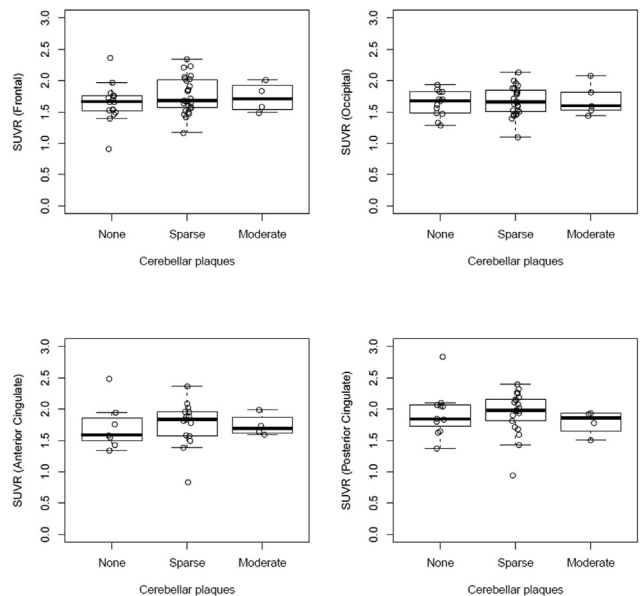 3.0
2.5
2.0
1.5
1.0
0.5
0.0
SUVR (Frontal)
None Sparse Moderate
Cerebellar plaques
3.0
2.5
2.0
1.5
1.0
0.5
0.0
SUVR (Occipital)
None Sparse Moderate
Cerebellar plaques
3.0
2.5
2.0
1.5
1.0
0.5
0.0
SUVR (Anterior Cingulate)
None Sparse Moderate
Cerebellar plaques
3.0
2.5
2.0
1.5
1.0
0.5
0.0
SUVR (Posterior Cingulate)
None Sparse Moderate
Cerebellar plaques